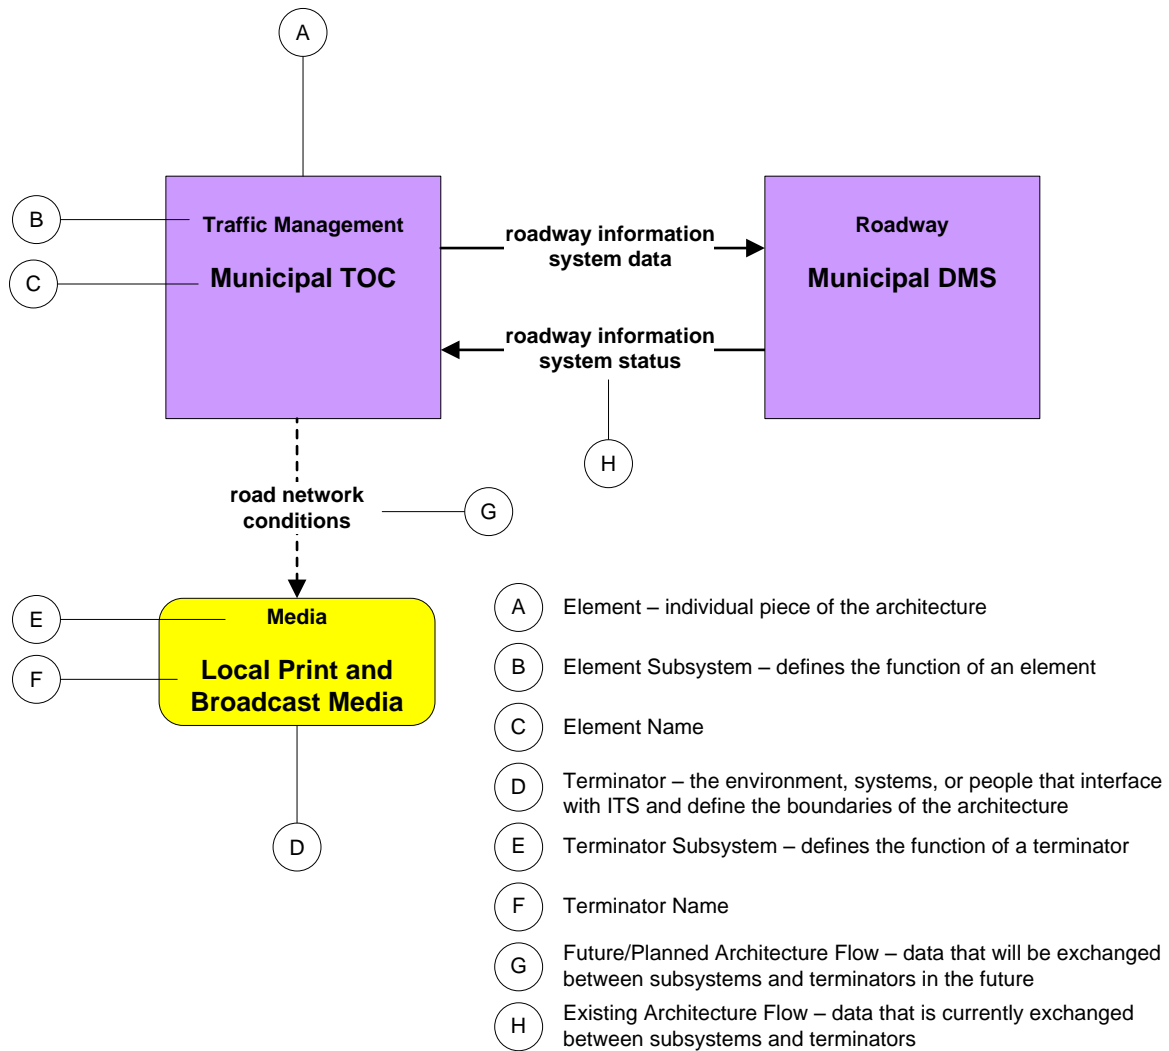 A
B
Traffic Management
C
Municipal TOC
roadway information
system data
Roadway
Municipal DMS
roadway information
system status
H
road network
conditions
G
E
Media
F
Local Print and
Broadcast Media
D
A
Element – individual piece of the architecture
B
Element Subsystem – defines the function of an element
C
Element Name
D
Terminator – the environment, systems, or people that interface
with ITS and define the boundaries of the architecture
E
Terminator Subsystem – defines the function of a terminator
F
Terminator Name
G
Future/Planned Architecture Flow – data that will be exchanged
between subsystems and terminators in the future
H
Existing Architecture Flow – data that is currently exchanged
between subsystems and terminators